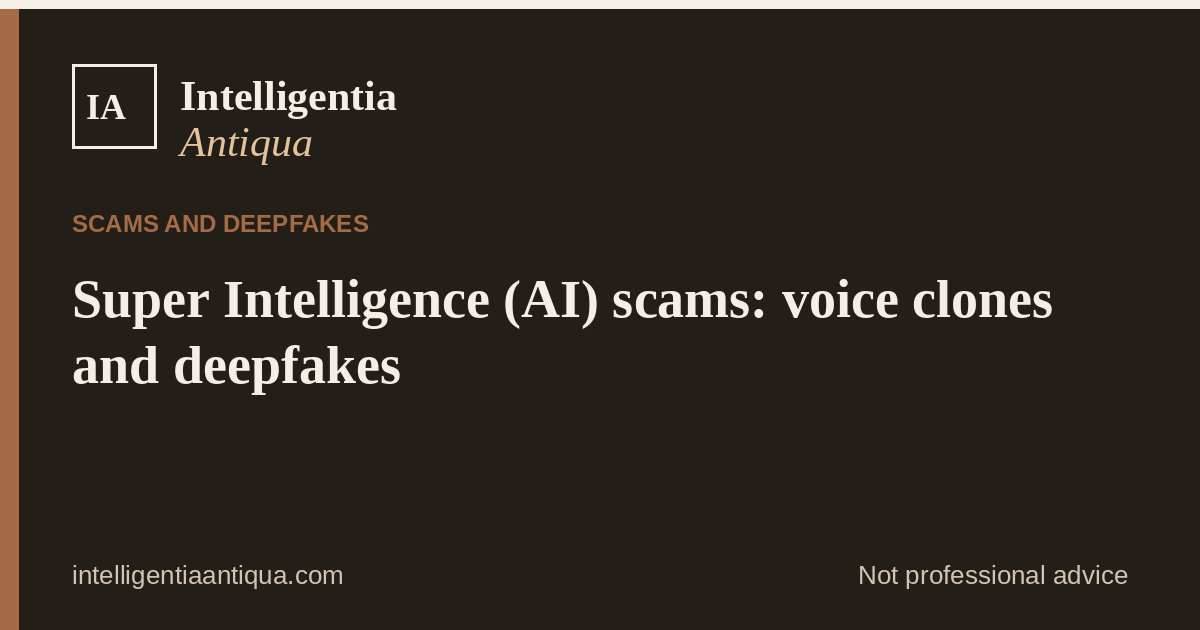 IA
Intelligentia
Antiqua
SCAMS AND DEEPFAKES
Super Intelligence (AI) scams: voice clones
and deepfakes
intelligentiaantiqua.com
Not professional advice